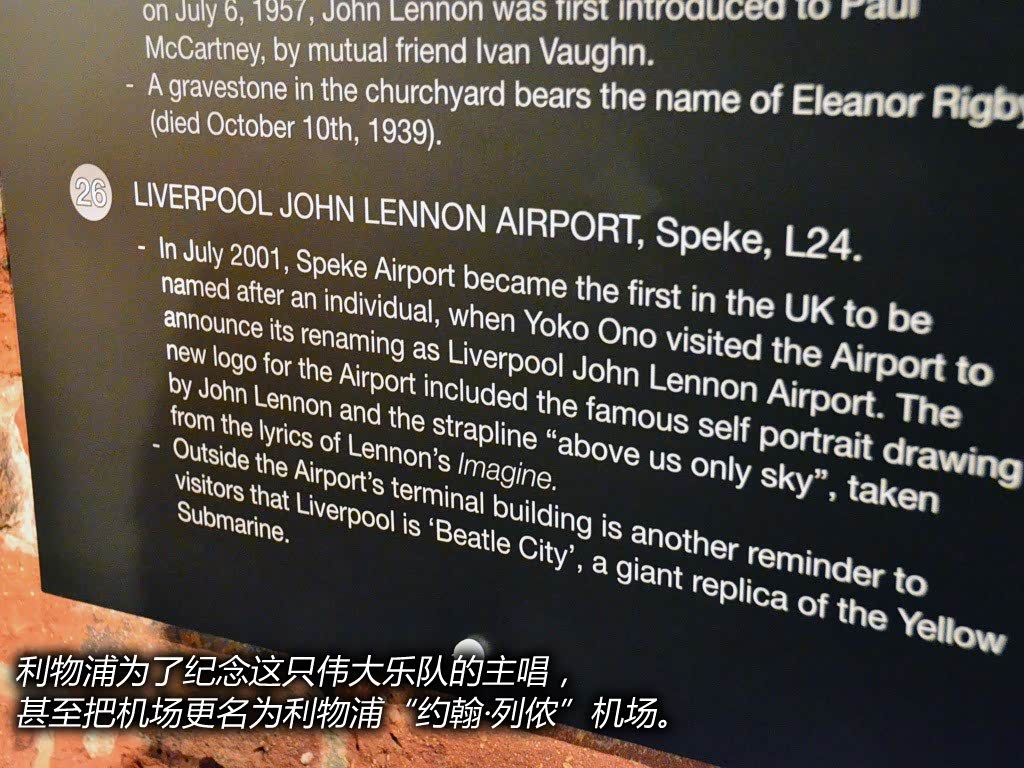 on July 6, 1957, John Lennon was first introduced to Paul
McCartney, by mutual friend Ivan Vaughn.
- A gravestone in the churchyard bears the name of Eleanor Rigby
(died October 10th, 1939).
26 LIVERPOOL JOHN LENNON AIRPORT, Speke, L24.
- In July 2001, Speke Airport became the first in the UK to be
named after an individual, when Yoko Ono visited the Airport to
announce its renaming as Liverpool John Lennon Airport. The
new logo for the Airport included the famous self portrait drawing
by John Lennon and the strapline “above us only sky”, taken
from the lyrics of Lennon’s Imagine.
- Outside the Airport’s terminal building is another reminder to
visitors that Liverpool is ‘Beatle City’, a giant replica of the Yellow
Submarine.
利物浦为了纪念这只伟大乐队的主唱，
甚至把机场更名为利物浦“约翰·列侬”机场。